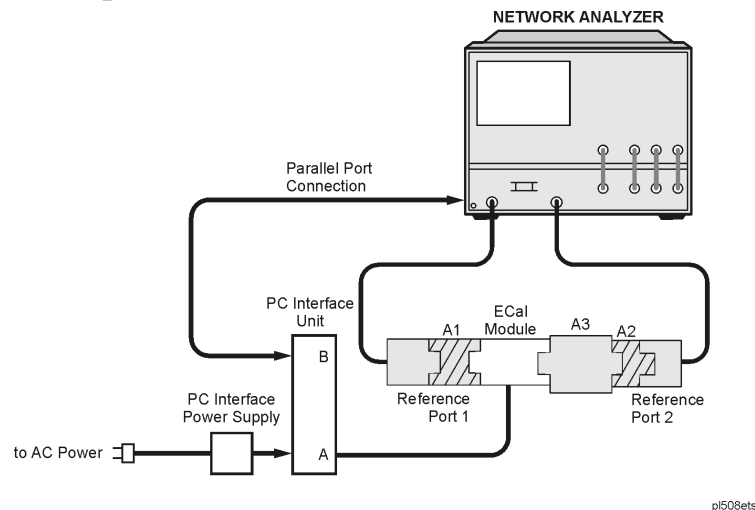 NETWORK ANALYZER
Parallel Port
Connection
PC Interface
Unit
A1
ECal
Module
A3
A2
B
Reference
Port 1
Reference
Port 2
PC Interface
Power Supply
to AC Power
A
pl508ets